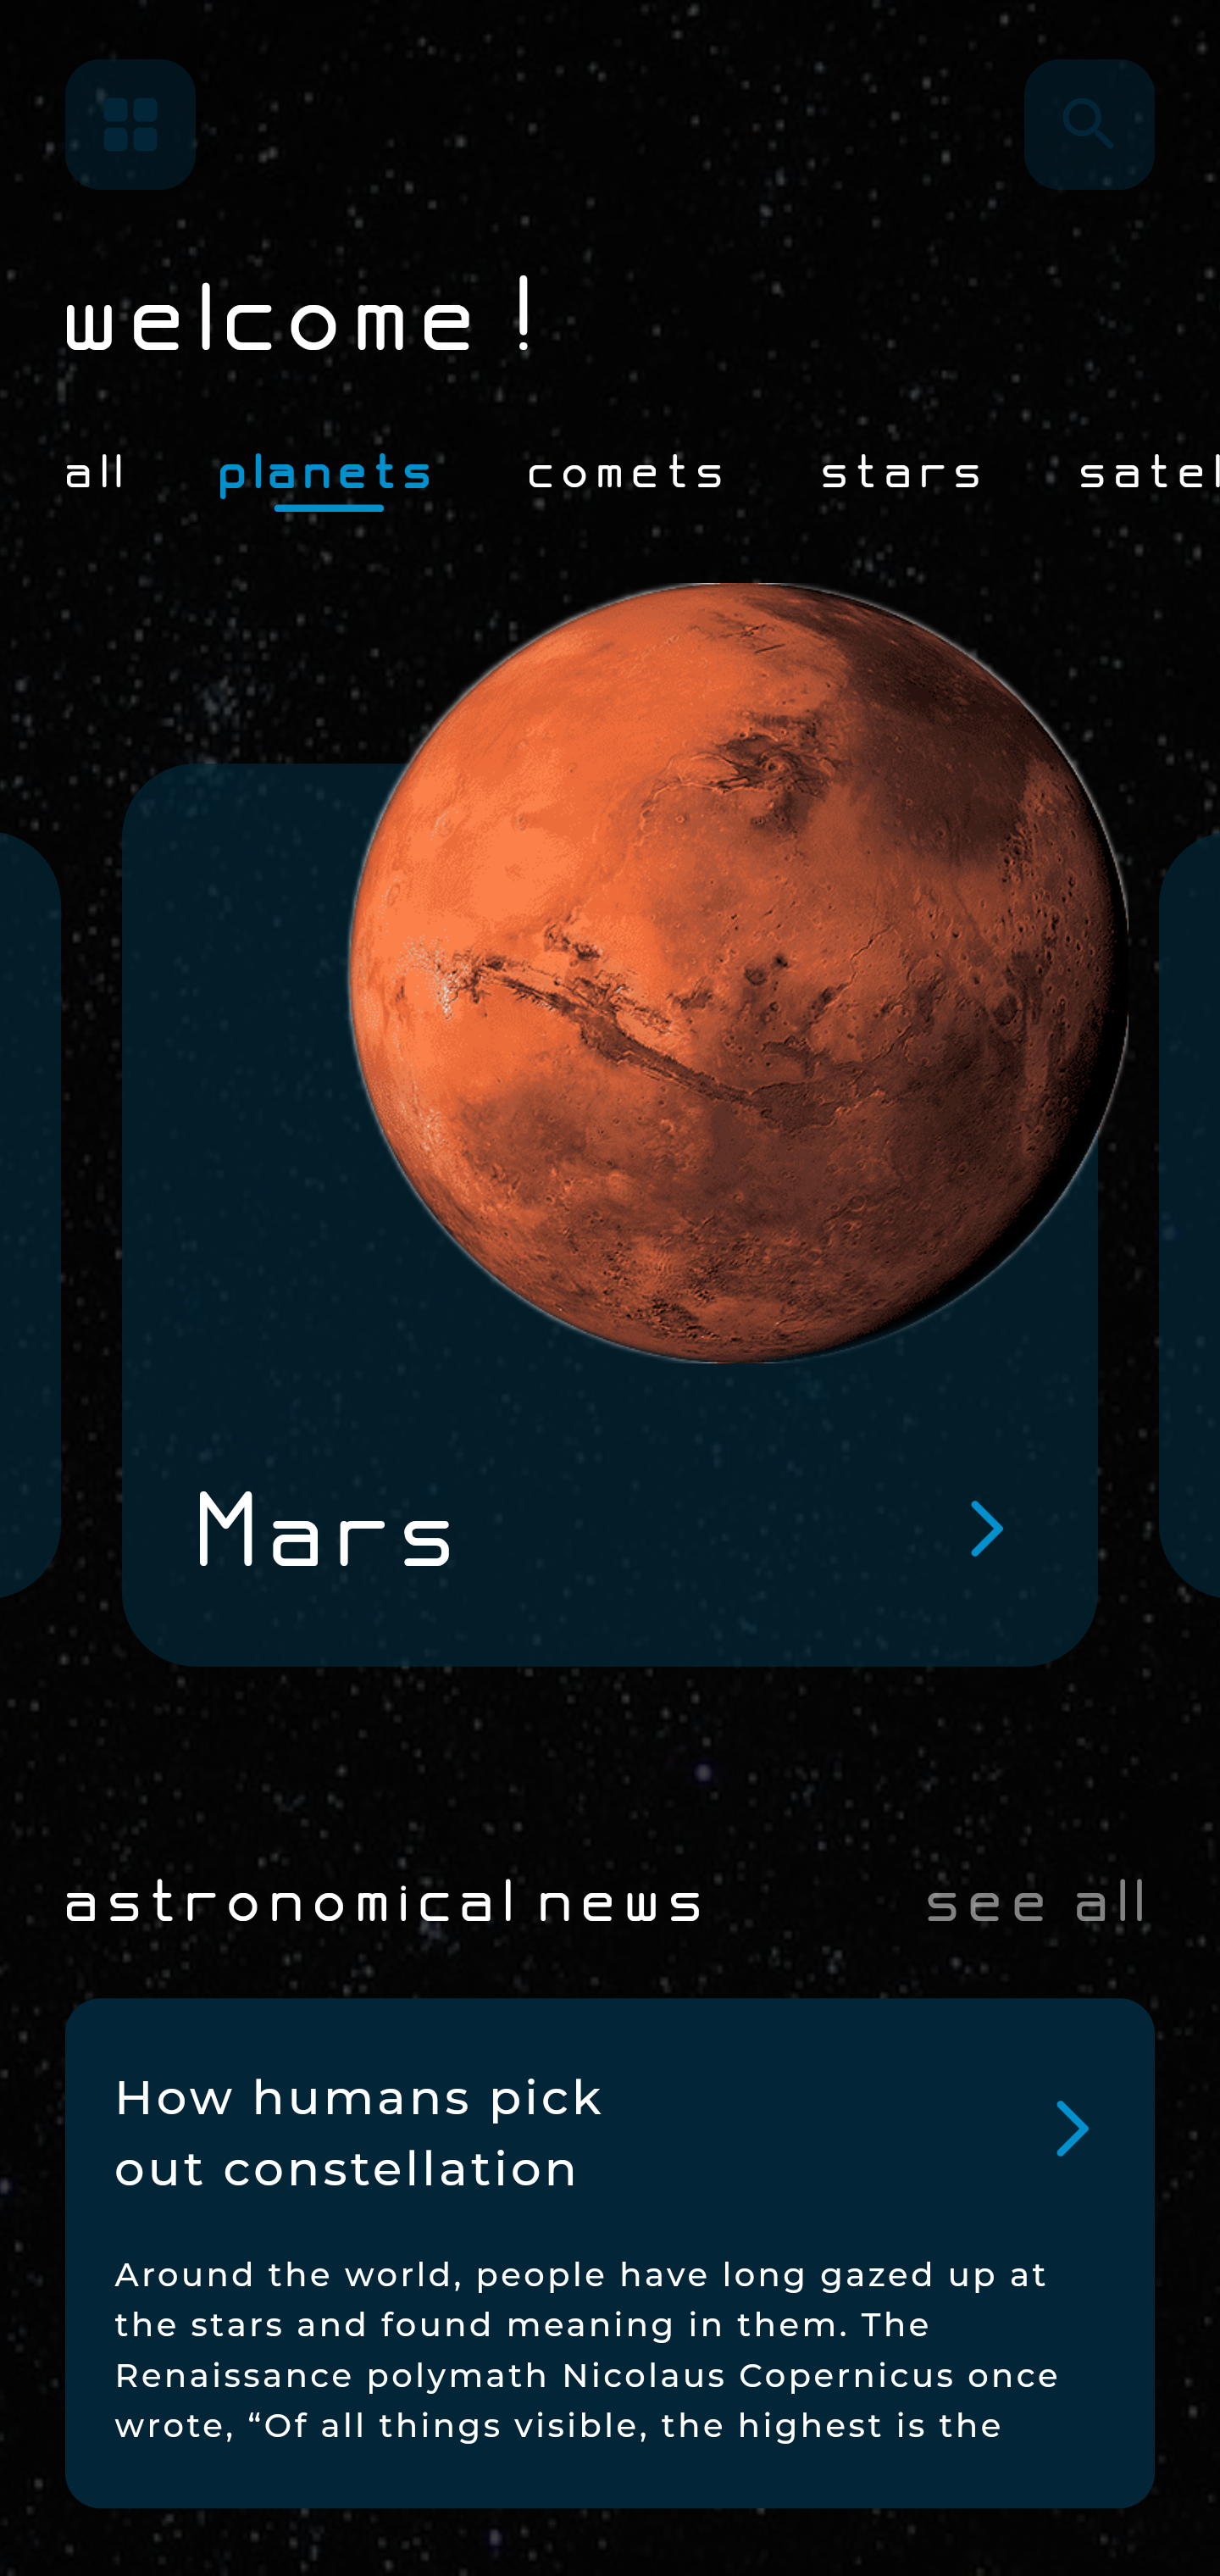 welcome !
all planets comets stars satel
Mars
astronomical news see all
How humans pick
out constellation
Around the world, people have long gazed up at
the stars and found meaning in them. The
Renaissance polymath Nicolaus Copernicus once
wrote, “Of all things visible, the highest is the